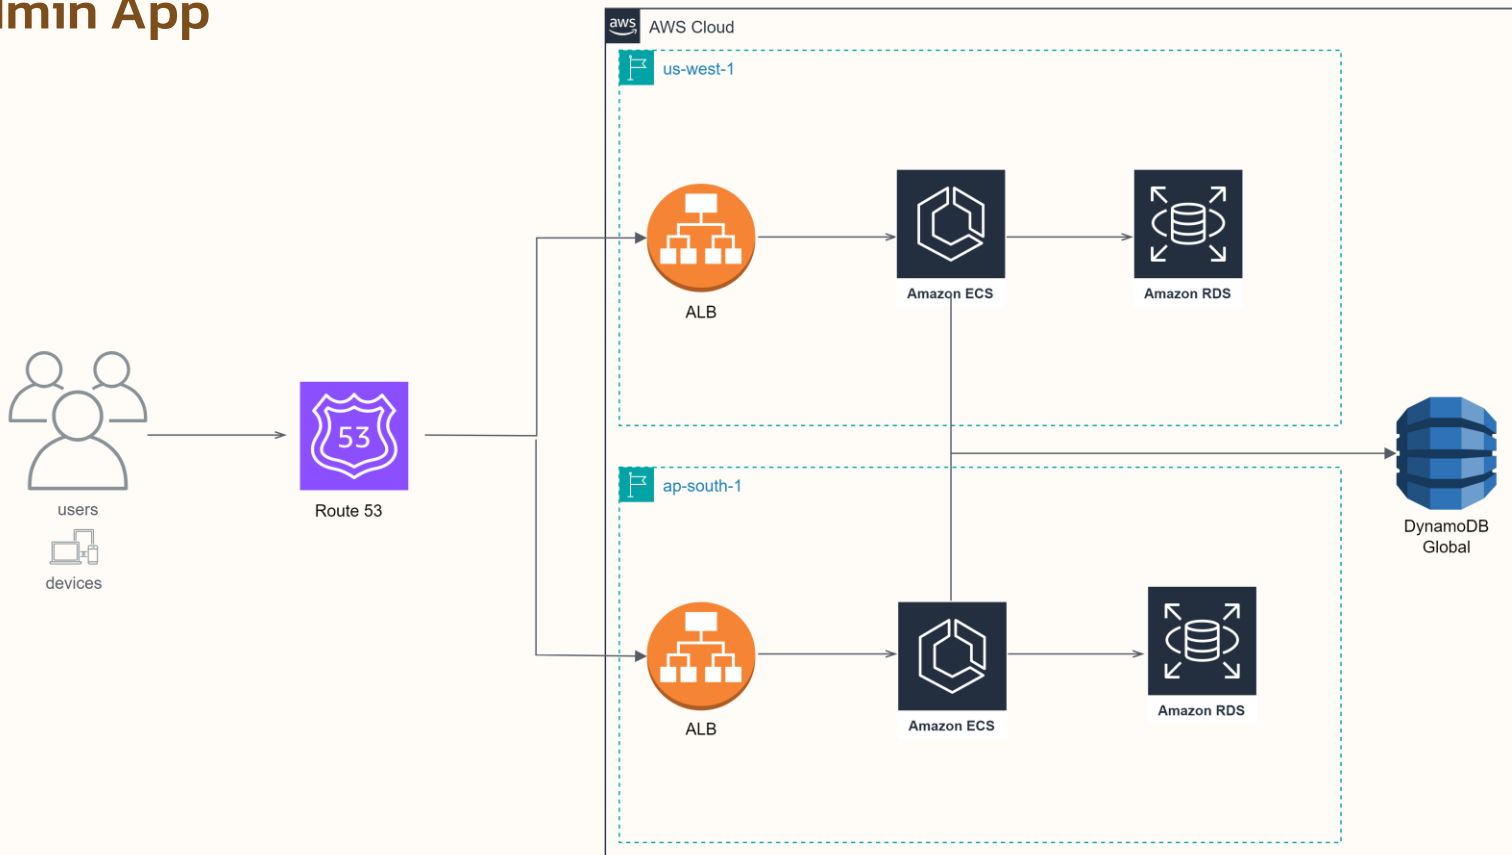 App
aws
AWS Cloud
us-west-1
ALB
Amazon ECS
Amazon RDS
users
devices
53
Route 53
DynamoDB
Global
ap-south-1
ALB
Amazon ECS
Amazon RDS